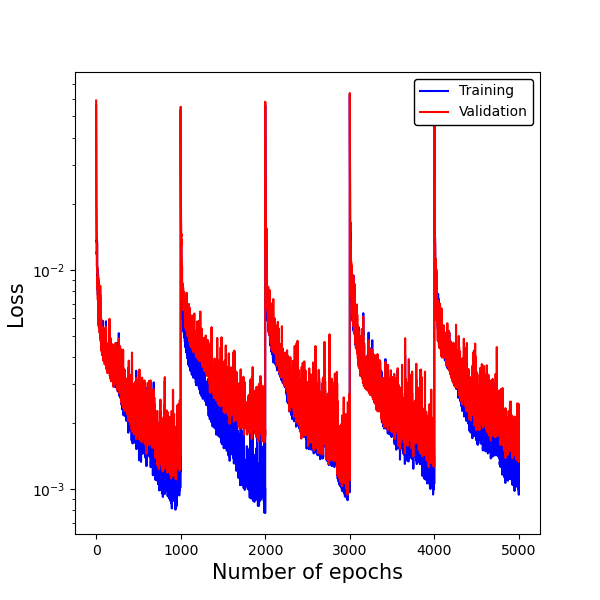 Training
Validation
Loss
10⁻²
10⁻³
0 1000 2000 3000 4000 5000
Number of epochs